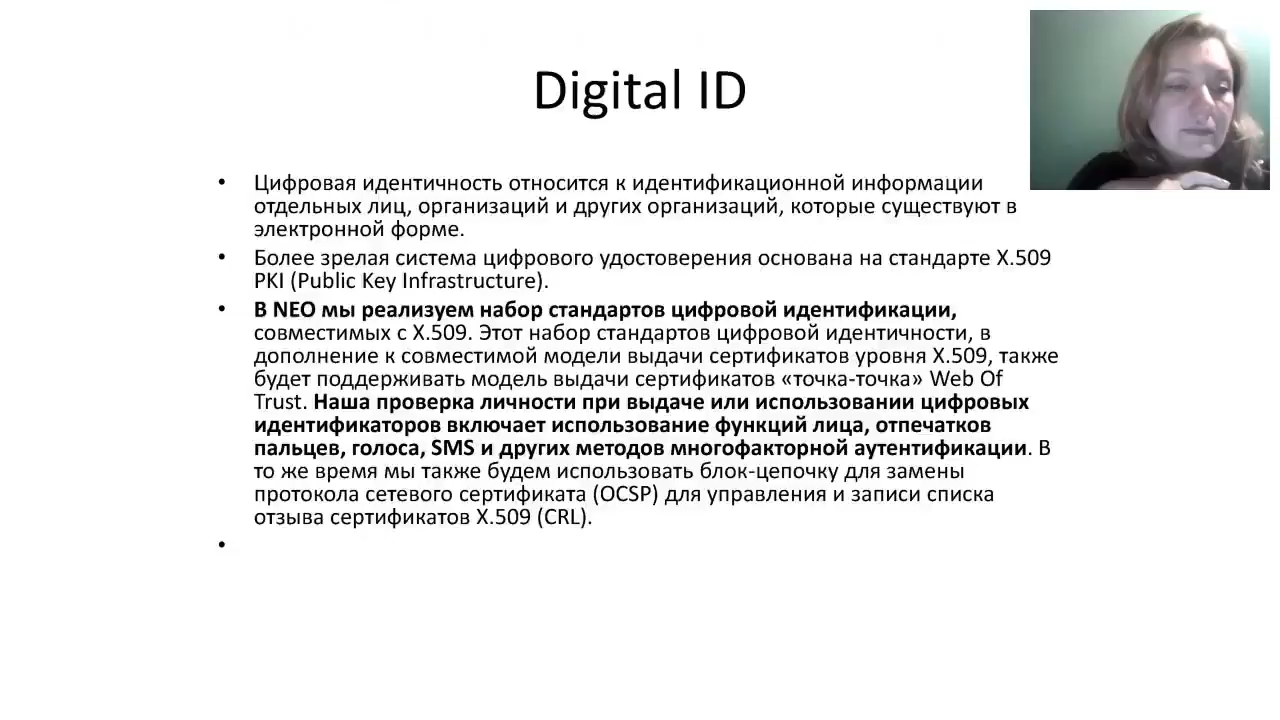 Digital ID
• Цифровая идентичность относится к идентификационной информации
отдельных лиц, организаций и других организаций, которые существуют в
электронной форме.
• Более зрелая система цифрового удостоверения основана на стандарте X.509
PKI (Public Key Infrastructure).
• В NEO мы реализуем набор стандартов цифровой идентификации,
совместимых с X.509. Этот набор стандартов цифровой идентичности, в
дополнение к совместимой модели выдачи сертификатов уровня X.509, также
будет поддерживать модель выдачи сертификатов «точка-точка» Web Of
Trust. Наша проверка личности при выдаче или использовании цифровых
идентификаторов включает использование функций лица, отпечатков
пальцев, голоса, SMS и других методов многофакторной аутентификации. В
то же время мы также будем использовать блок-цепочку для замены
протокола сетевого сертификата (OCSP) для управления и записи списка
отзыва сертификатов X.509 (CRL).
•